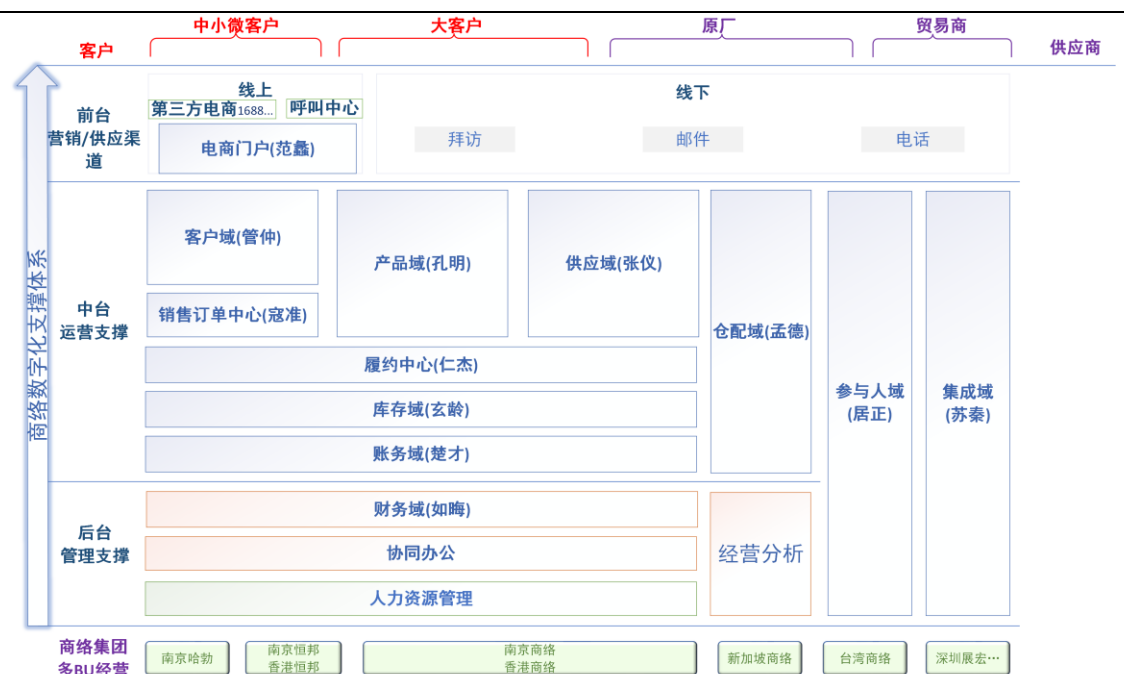 中小微客户
大客户
原厂
贸易商
客户
供应商
线上
线下
第三方电商1688...
呼叫中心
前台
营销/供应渠
道
电商门户(范蠡)
拜访
邮件
电话
商络数字化支撑体系
中台
运营支撑
客户域(管仲)
产品域(孔明)
供应域(张仪)
销售订单中心(寇准)
仓配域(孟德)
履约中心(仁杰)
库存域(玄龄)
账务域(楚才)
参与人域
(居正)
集成域
(苏秦)
后台
管理支撑
财务域(如晦)
协同办公
人力资源管理
经营分析
商络集团
多BU经营
南京哈勃
南京恒邦
香港恒邦
南京商络
香港商络
新加坡商络
台湾商络
深圳展宏…